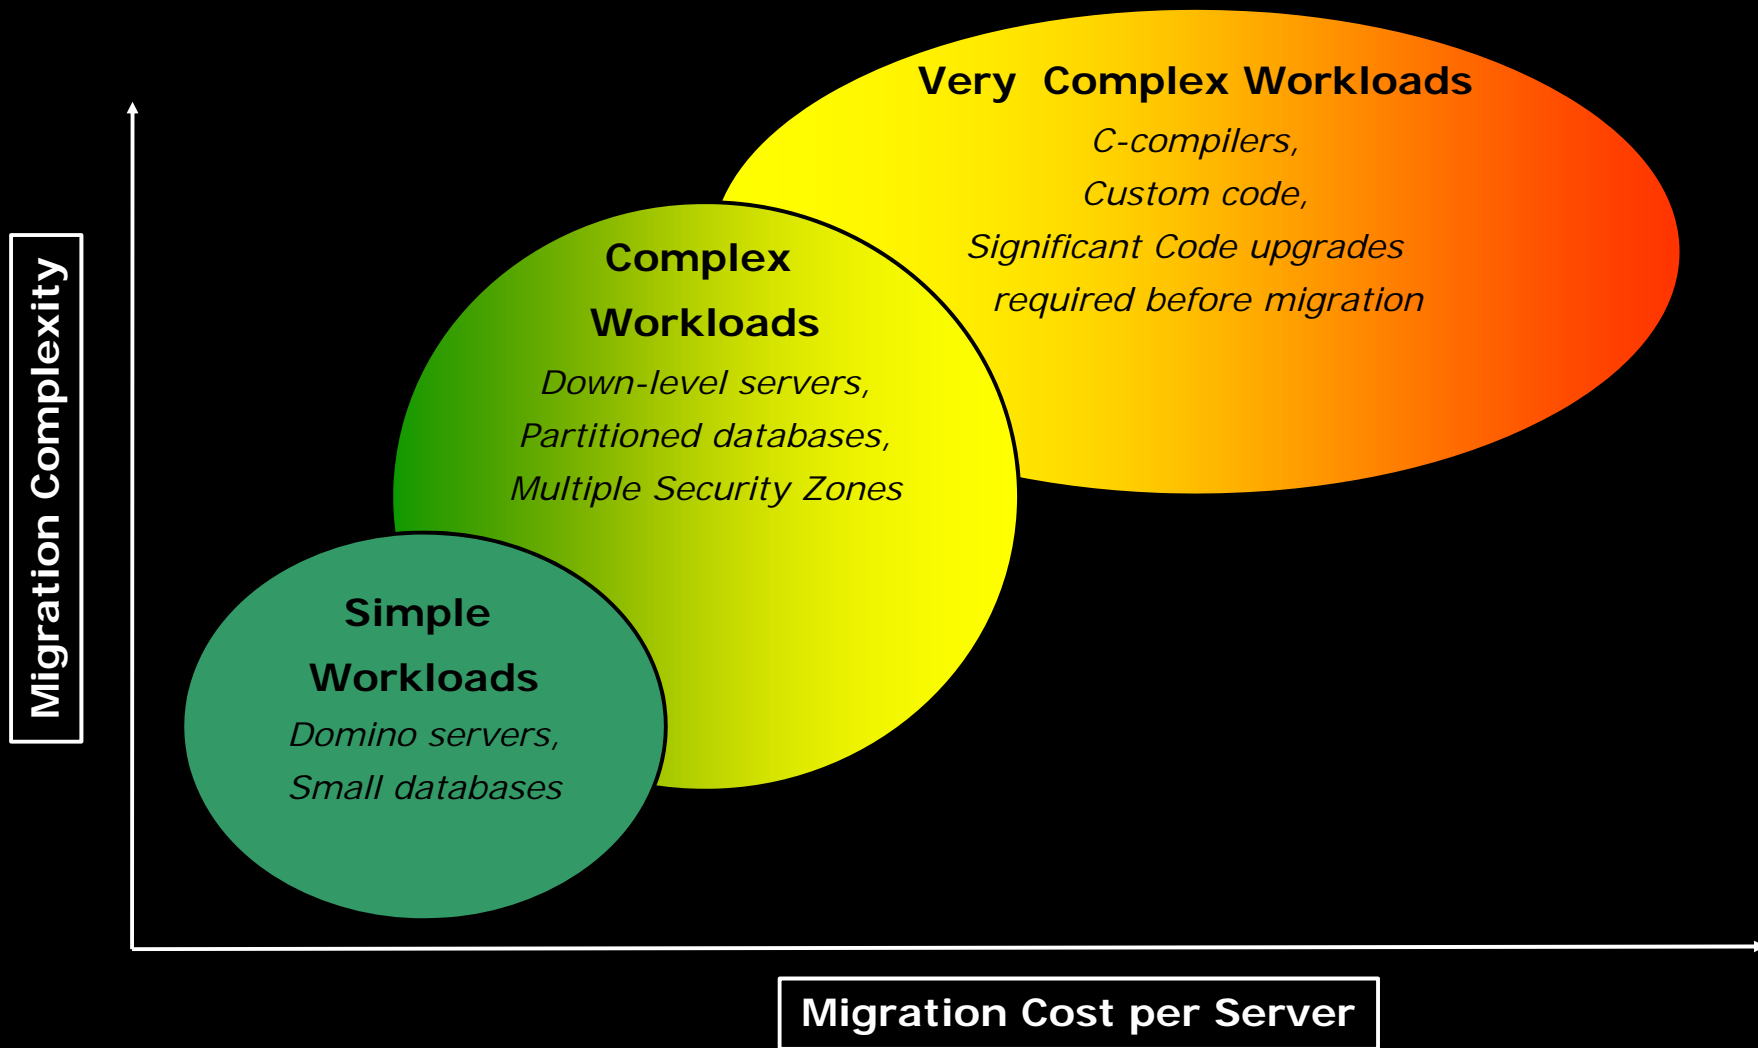 Very Complex Workloads
C-compilers,
Custom code,
Significant Code upgrades
required before migration
Complex
Workloads
Down-level servers,
Partitioned databases,
Multiple Security Zones
Simple
Workloads
Domino servers,
Small databases
Migration Complexity
Migration Cost per Server